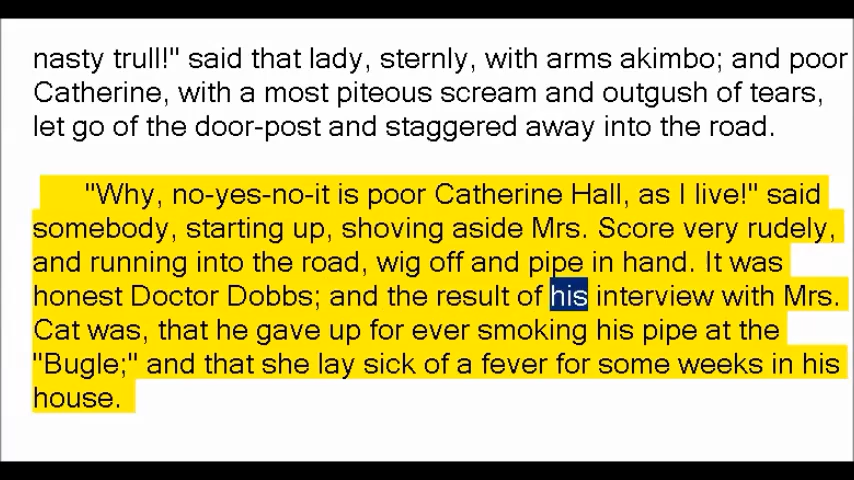 nasty trull!" said that lady, sternly, with arms akimbo; and poor
Catherine, with a most piteous scream and outgush of tears,
let go of the door-post and staggered away into the road.
"Why, no-yes-no-it is poor Catherine Hall, as I live!" said
somebody, starting up, shoving aside Mrs. Score very rudely,
and running into the road, wig off and pipe in hand. It was
honest Doctor Dobbs; and the result of his interview with Mrs.
Cat was, that he gave up for ever smoking his pipe at the
"Bugle;" and that she lay sick of a fever for some weeks in his
house.